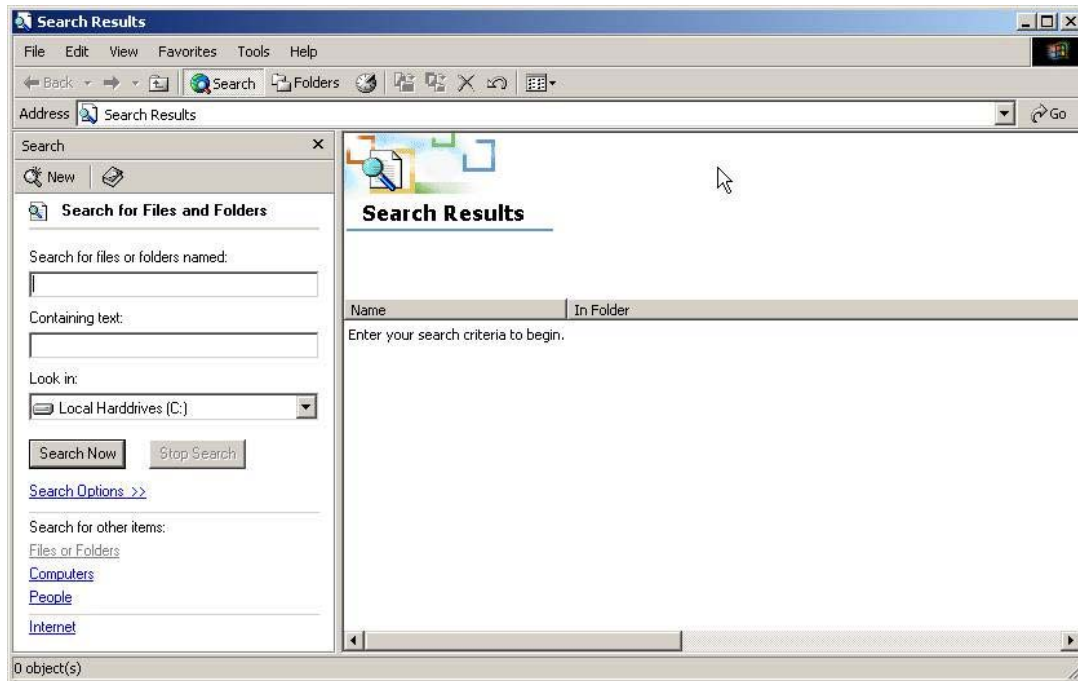 Search Results
File Edit View Favorites Tools Help
Back Search Folders
Address Search Results Go
Search
New
Search for Files and Folders
Search for files or folders named:
Containing text:
Look in:
Local Harddrives (C:)
Search Now Stop Search
Search Options >>
Search for other items:
Files or Folders
Computers
People
Internet
Search Results
Name In Folder
Enter your search criteria to begin.
0 object(s)